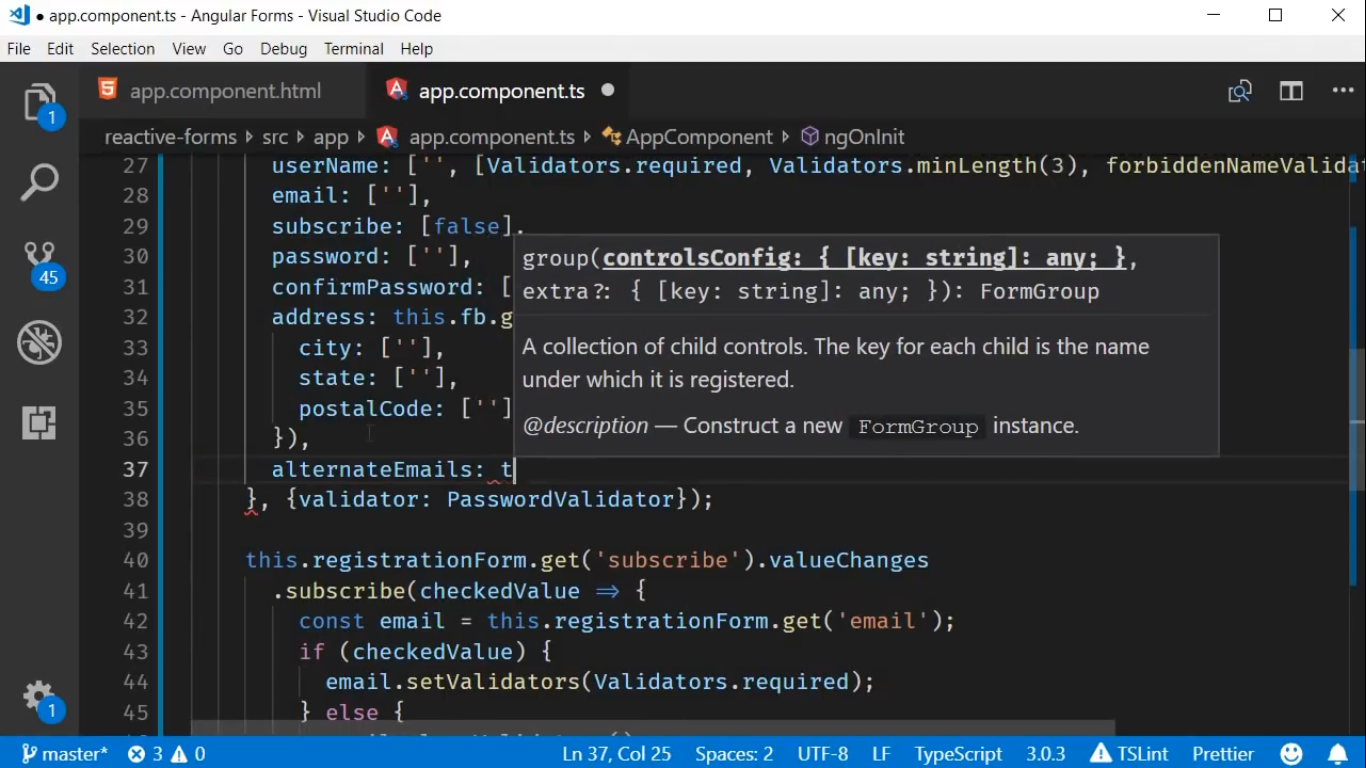 ● app.component.ts - Angular Forms - Visual Studio Code
File Edit Selection View Go Debug Terminal Help
app.component.html app.component.ts ●
reactive-forms src app app.component.ts AppComponent ngOnInit
27 userName: ['', [Validators.required, Validators.minLength(3), forbiddenNameValida
28 email: [''],
29 subscribe: [false],
30 password: [''],
31 confirmPassword: [
32 address: this.fb.g
33 city: [''],
34 state: [''],
35 postalCode: ['']
36 }),
37 alternateEmails: t
38 }, {validator: PasswordValidator});
39
40 this.registrationForm.get('subscribe').valueChanges
41 .subscribe(checkedValue => {
42 const email = this.registrationForm.get('email');
43 if (checkedValue) {
44 email.setValidators(Validators.required);
45 } else {
group(controlsConfig: { [key: string]: any; },
extra?: { [key: string]: any; }): FormGroup
A collection of child controls. The key for each child is the name
under which it is registered.
@description — Construct a new FormGroup instance.
1
45
1
master* 3 0 Ln 37, Col 25 Spaces: 2 UTF-8 LF TypeScript 3.0.3 TSLint Prettier